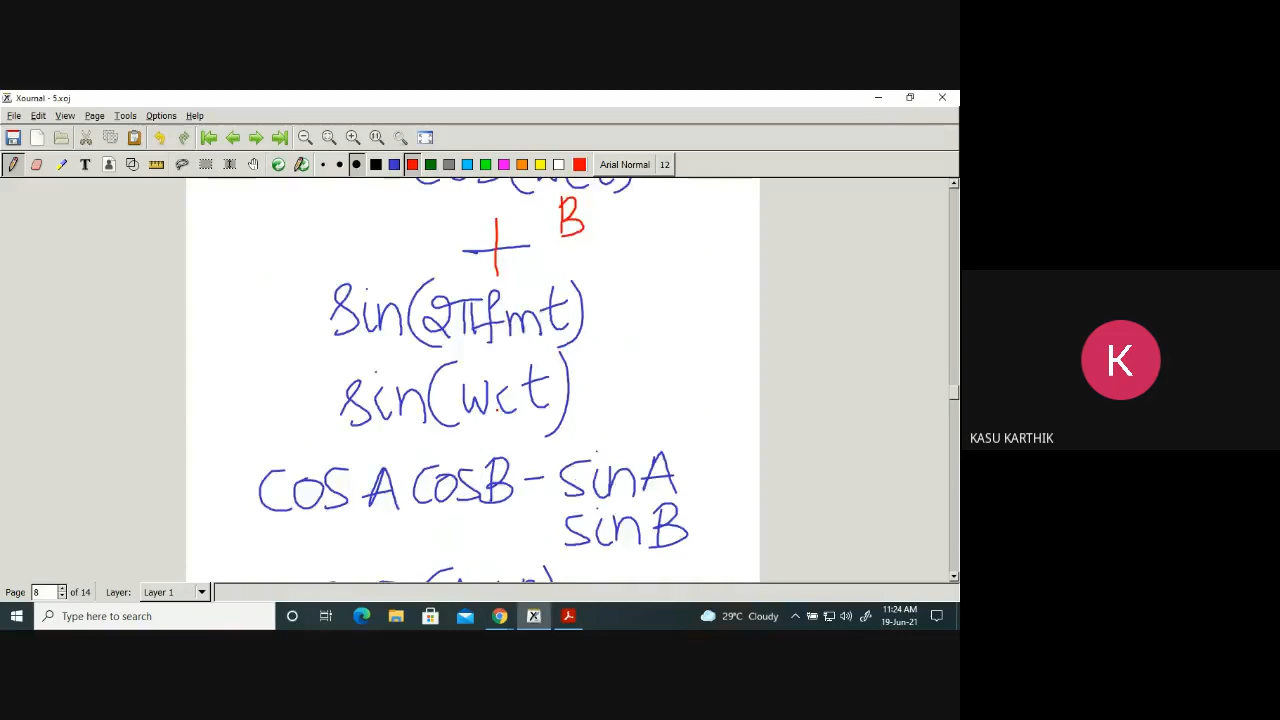 Xournal - 5.xoj
File Edit View Page Tools Options Help
Arial Normal 12
B
+
sin(2πfmt)
sin(wct)
COSA COSB - sinA
sinB
Page 8 of 14 Layer: Layer 1
Type here to search
29°C Cloudy
11:24 AM
19-Jun-21
K
KASU KARTHIK